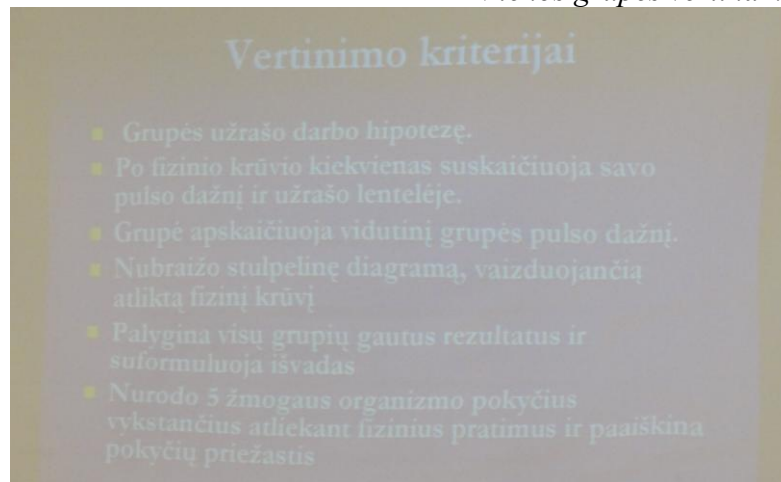 Vertinimo kriterijai
Grupės užrašo darbo hipotezę.
Po fizinio krūvio kiekvienas suskaičiuoja savo
pulso dažnį ir užrašo lentelėje.
Grupė apskaičiuoja vidutinį grupės pulso dažnį.
Nubraižo stulpelinę diagramą, vaizduojančią
atliktą fizinį krūvį
Palygina visų grupių gautus rezultatus ir
suformuluoja išvadas
Nurodo 5 žmogaus organizmo pokyčius
vykstančius atliekant fizinius pratimus ir paaiškina
pokyčių priežastis